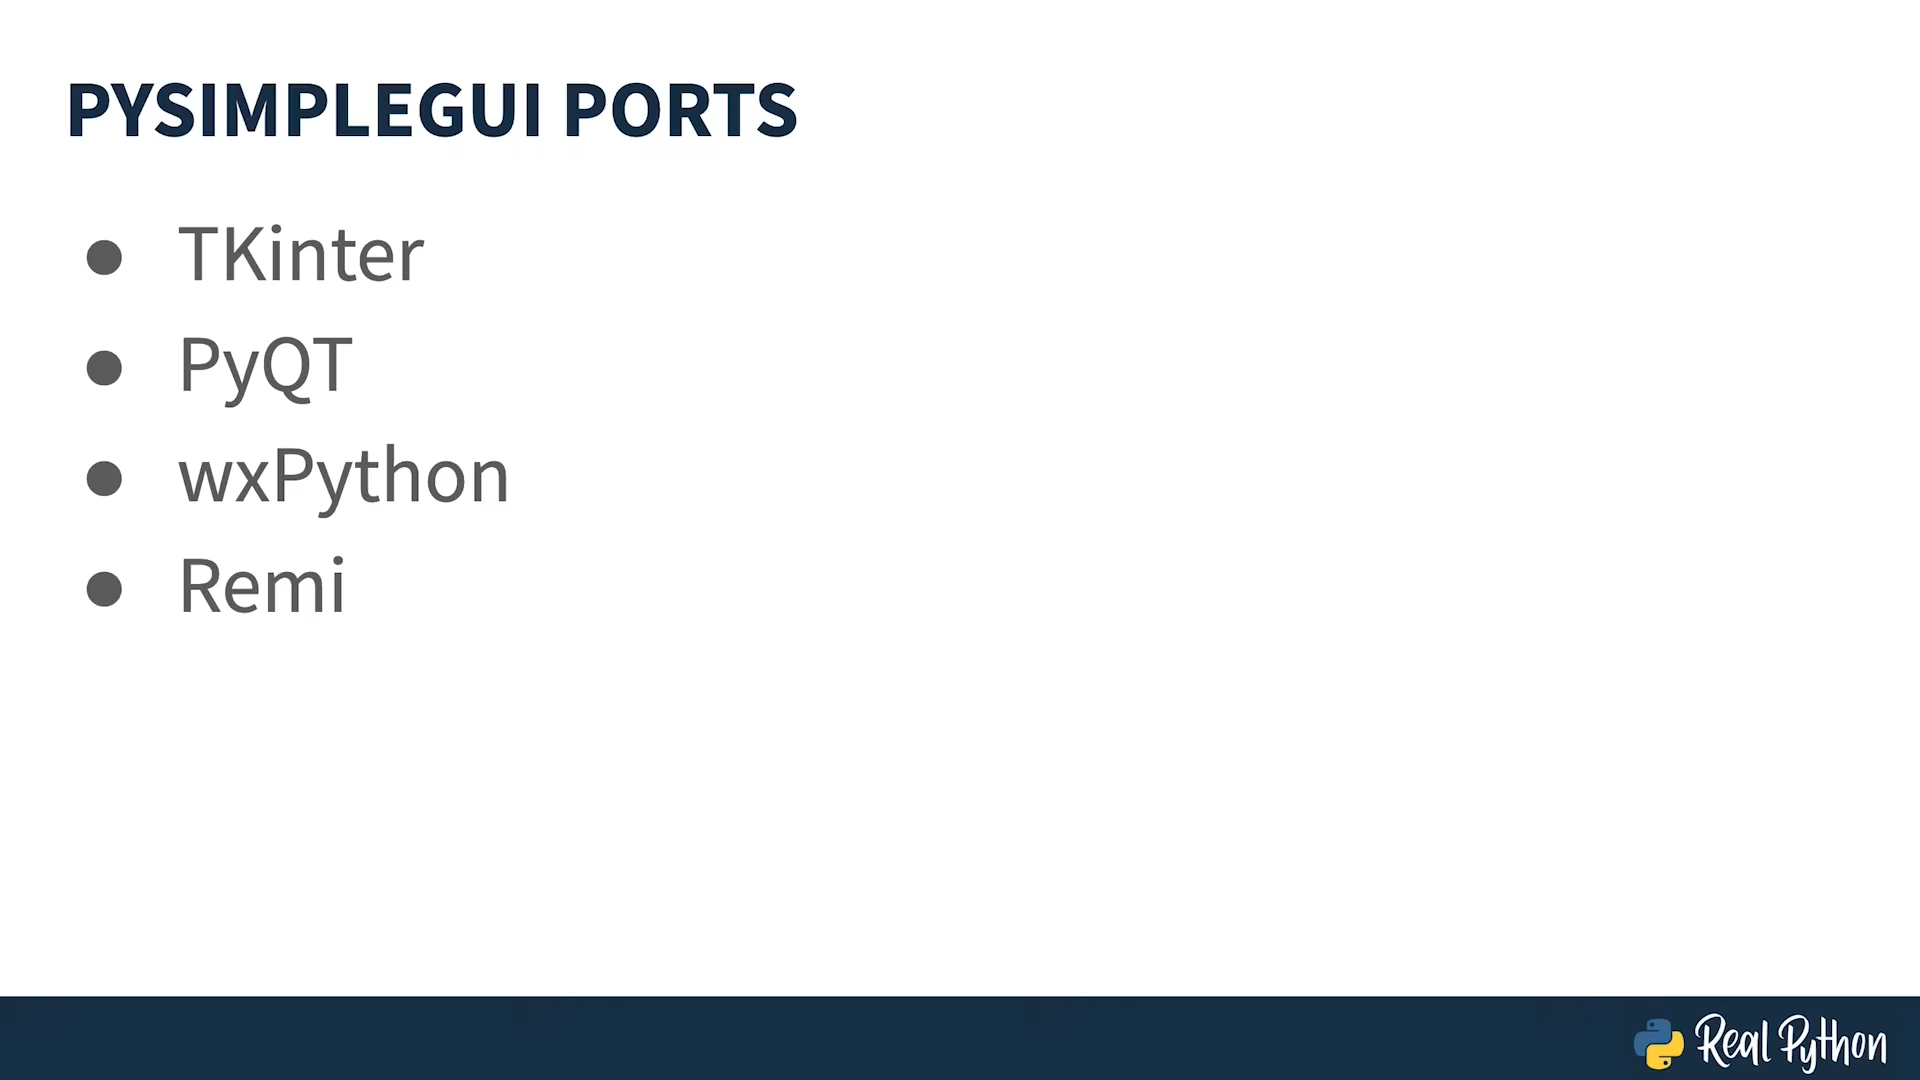 PYSIMPLEGUI PORTS
● TKinter
● PyQT
● wxPython
● Remi
Real Python